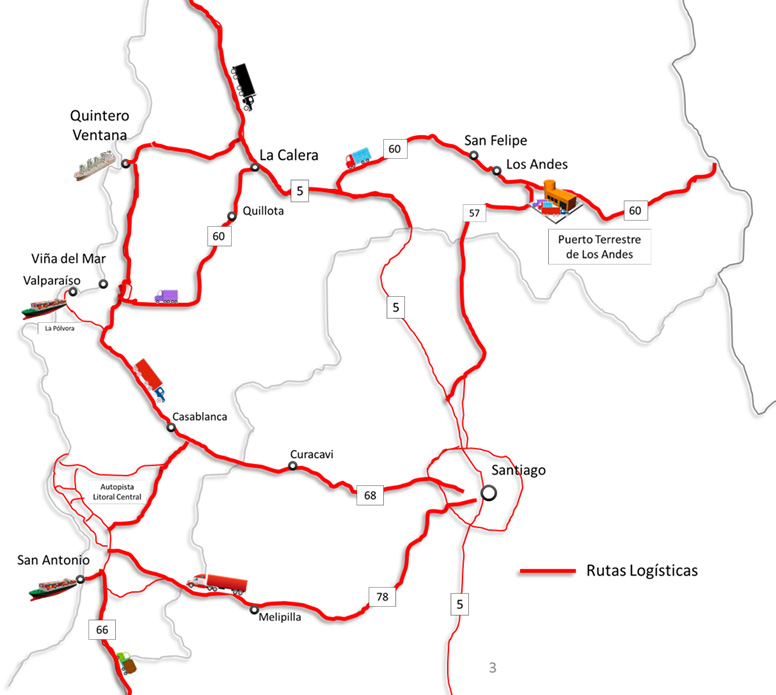 Quintero
Ventana
La Calera
60
San Felipe
Los Andes
5
Quillota
57
60
60
Puerto Terrestre
de Los Andes
Viña del Mar
Valparaíso
5
La Pólvora
Casablanca
Curacavi
Santiago
68
Autopista
Litoral Central
San Antonio
Rutas Logísticas
78
5
Melipilla
66
3